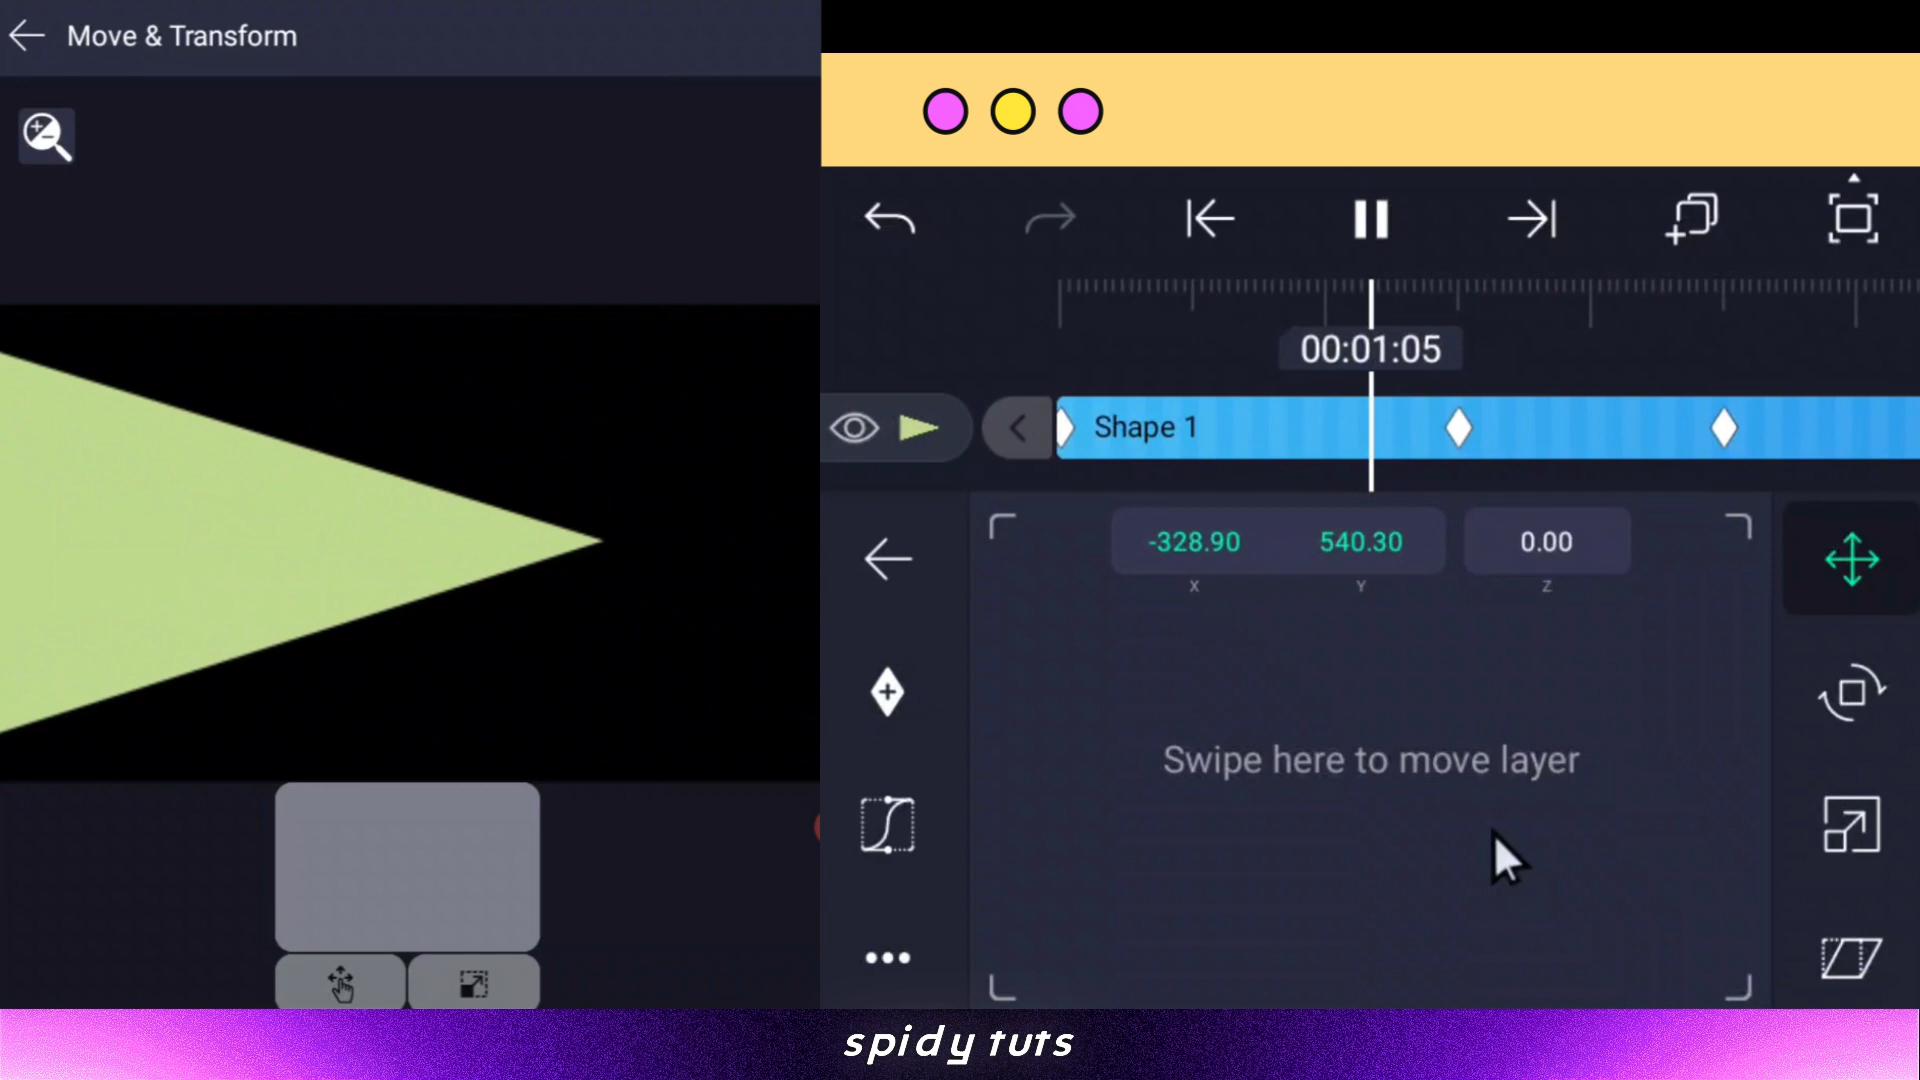 Move & Transform
00:01:05
Shape 1
-328.90 540.30 0.00
X Y Z
Swipe here to move layer
spidy tuts